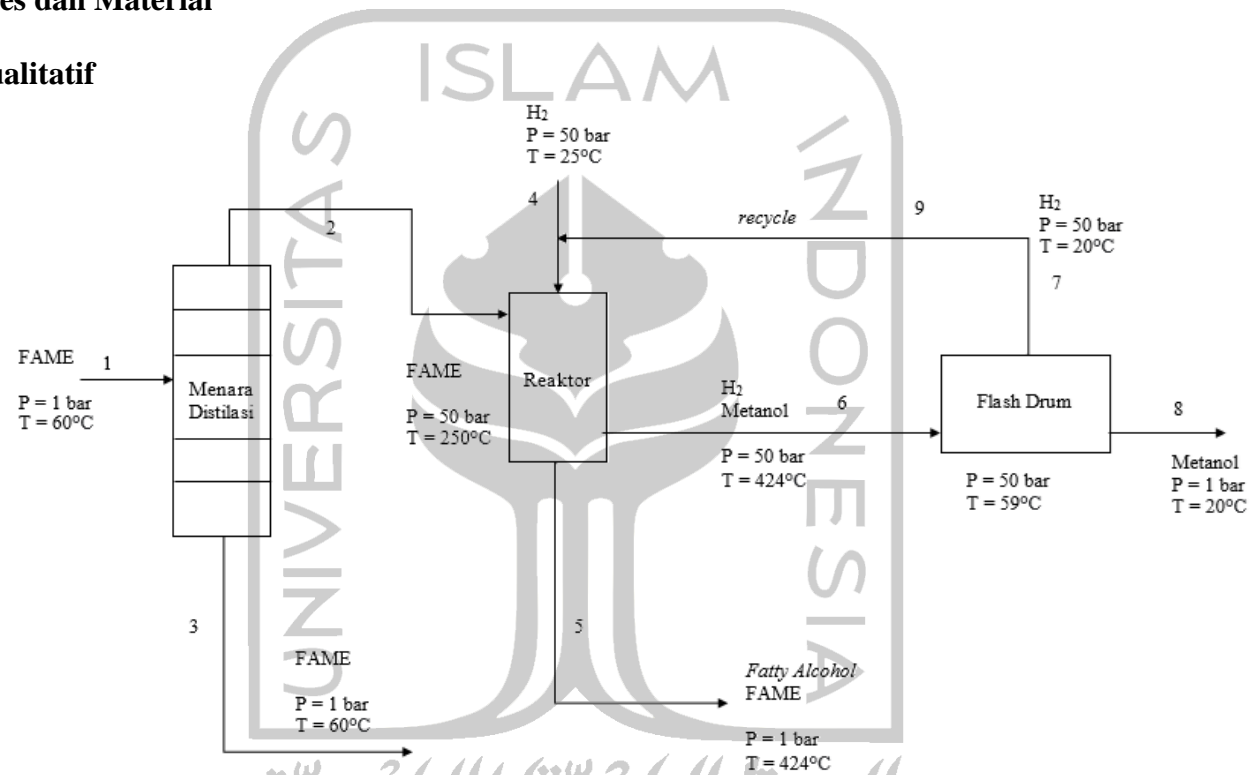 es dan Material
ualitatif
ISLAM
UNIVERSITAS
INDONESIA
H2
P = 50 bar
T = 25°C
4
2
recycle
9
H2
P = 50 bar
T = 20°C
7
FAME
1
P = 1 bar
T = 60°C
Menara
Distilasi
FAME
P = 50 bar
T = 250°C
Reaktor
H2
Metanol
6
P = 50 bar
T = 424°C
Flash Drum
P = 50 bar
T = 59°C
8
Metanol
P = 1 bar
T = 20°C
3
FAME
P = 1 bar
T = 60°C
5
Fatty Alcohol
FAME
P = 1 bar
T = 424°C